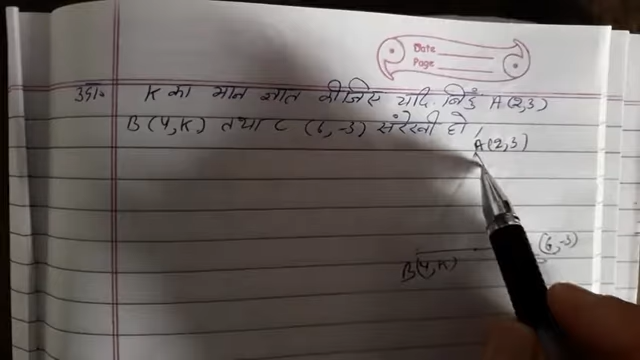 Date
Page
उदा० K का मान ज्ञात कीजिए यदि बिंदु A(2,3)
B(4,K) तथा C (6,-3) संरेखी हो।
A(2,3)
(6,-3)
B(4,K)